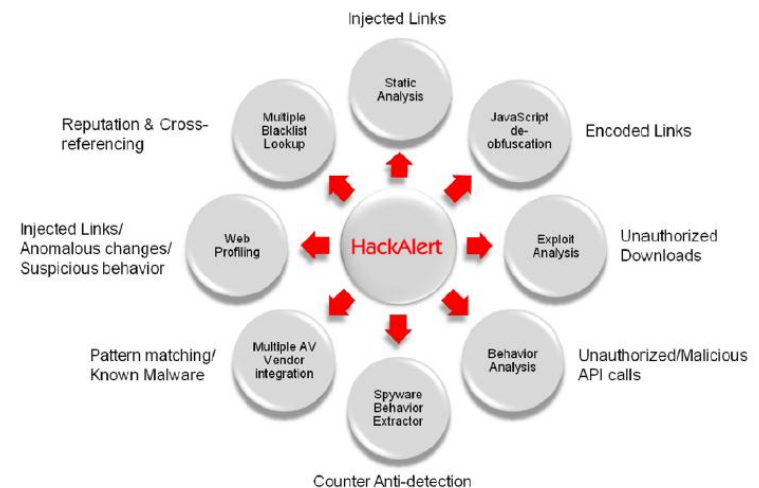 Injected Links
Static
Analysis
JavaScript
de-
obfuscation
Encoded Links
Exploit
Analysis
Unauthorized
Downloads
Behavior
Analysis
Unauthorized/Malicious
API calls
Spyware
Behavior
Extractor
Counter Anti-detection
Multiple AV
Vendor
integration
Pattern matching/
Known Malware
Web
Profiling
Injected Links/
Anomalous changes/
Suspicious behavior
Multiple
Blacklist
Lookup
Reputation & Cross-
referencing
HackAlert